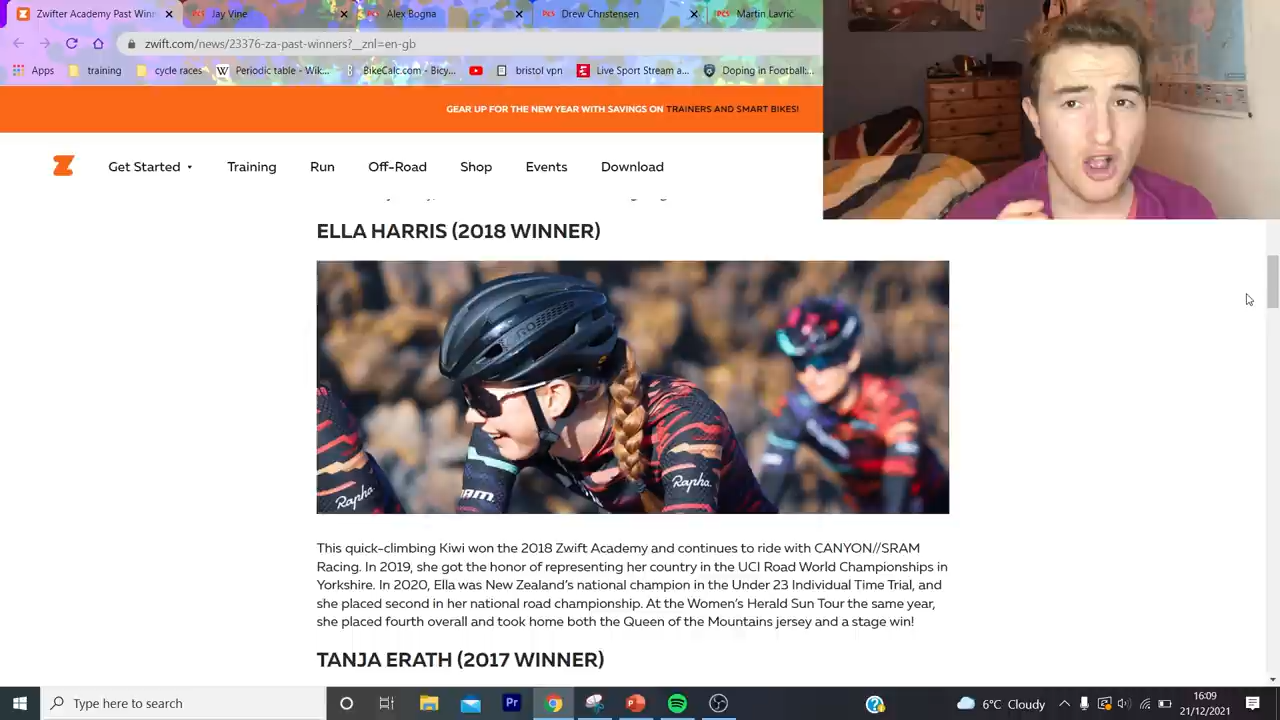 Zwifter Academy Past Winn
Jay Vine
Alex Bogna
Drew Christensen
Martin Lavrič
zwift.com/news/23376-za-past-winners?__znl=en-gb
Apps
training
cycle races
Periodic table - Wik...
BikeCalc.com - Bicy...
bristol vpn
Live Sport Stream a...
Doping in Football:...
GEAR UP FOR THE NEW YEAR WITH SAVINGS ON TRAINERS AND SMART BIKES!
Get Started
Training
Run
Off-Road
Shop
Events
Download
ELLA HARRIS (2018 WINNER)
Rapha
Rapha
This quick-climbing Kiwi won the 2018 Zwift Academy and continues to ride with CANYON//SRAM
Racing. In 2019, she got the honor of representing her country in the UCI Road World Championships in
Yorkshire. In 2020, Ella was New Zealand's national champion in the Under 23 Individual Time Trial, and
she placed second in her national road championship. At the Women's Herald Sun Tour the same year,
she placed fourth overall and took home both the Queen of the Mountains jersey and a stage win!
TANJA ERATH (2017 WINNER)
Type here to search
6°C Cloudy
16:09
21/12/2021